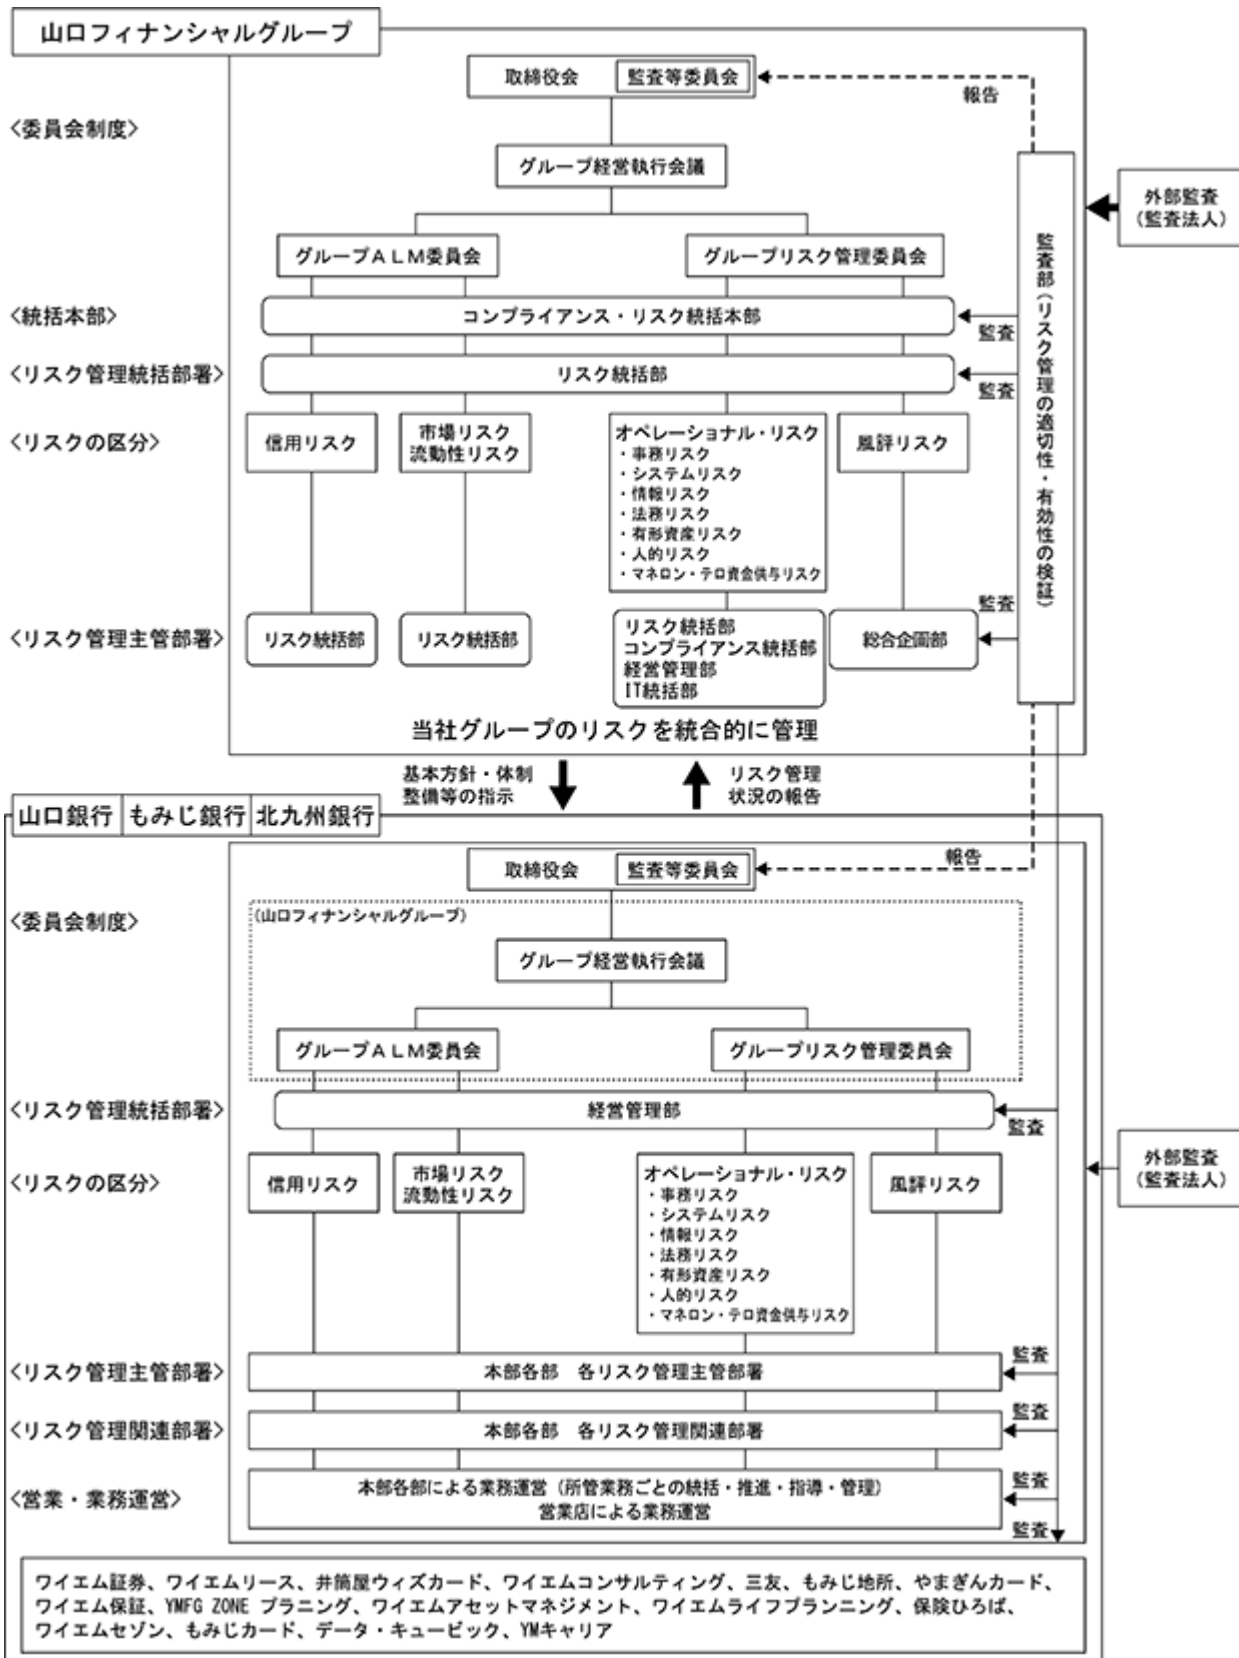 山口フィナンシャルグループ
取締役会
監査等委員会
報告
<委員会制度>
グループ経営執行会議
外部監査
(監査法人)
グループALM委員会
グループリスク管理委員会
監査部(リスク管理の適切性・有効性の検証)
<統括本部>
コンプライアンス・リスク統括本部
監査
<リスク管理統括部署>
リスク統括部
監査
<リスクの区分>
信用リスク
市場リスク
流動性リスク
オペレーショナル・リスク
・事務リスク
・システムリスク
・情報リスク
・法務リスク
・有形資産リスク
・人的リスク
・マネロン・テロ資金供与リスク
風評リスク
監査
<リスク管理主管部署>
リスク統括部
リスク統括部
リスク統括部
コンプライアンス統括部
経営管理部
IT統括部
総合企画部
当社グループのリスクを統合的に管理
基本方針・体制
整備等の指示
リスク管理
状況の報告
山口銀行
もみじ銀行
北九州銀行
取締役会
監査等委員会
報告
<委員会制度>
(山口フィナンシャルグループ)
グループ経営執行会議
グループALM委員会
グループリスク管理委員会
<リスク管理統括部署>
経営管理部
監査
外部監査
(監査法人)
<リスクの区分>
信用リスク
市場リスク
流動性リスク
オペレーショナル・リスク
・事務リスク
・システムリスク
・情報リスク
・法務リスク
・有形資産リスク
・人的リスク
・マネロン・テロ資金供与リスク
風評リスク
<リスク管理主管部署>
本部各部 各リスク管理主管部署
監査
<リスク管理関連部署>
本部各部 各リスク管理関連部署
監査
<営業・業務運営>
本部各部による業務運営(所管業務ごとの統括・推進・指導・管理)
営業店による業務運営
監査
監査
ワイエム証券、ワイエムリース、井筒屋ウィズカード、ワイエムコンサルティング、三友、もみじ地所、やまぎんカード、
ワイエム保証、YMFG ZONE プラニング、ワイエムアセットマネジメント、ワイエムライフプランニング、保険ひろば、
ワイエムセゾン、もみじカード、データ・キュービック、YMキャリア